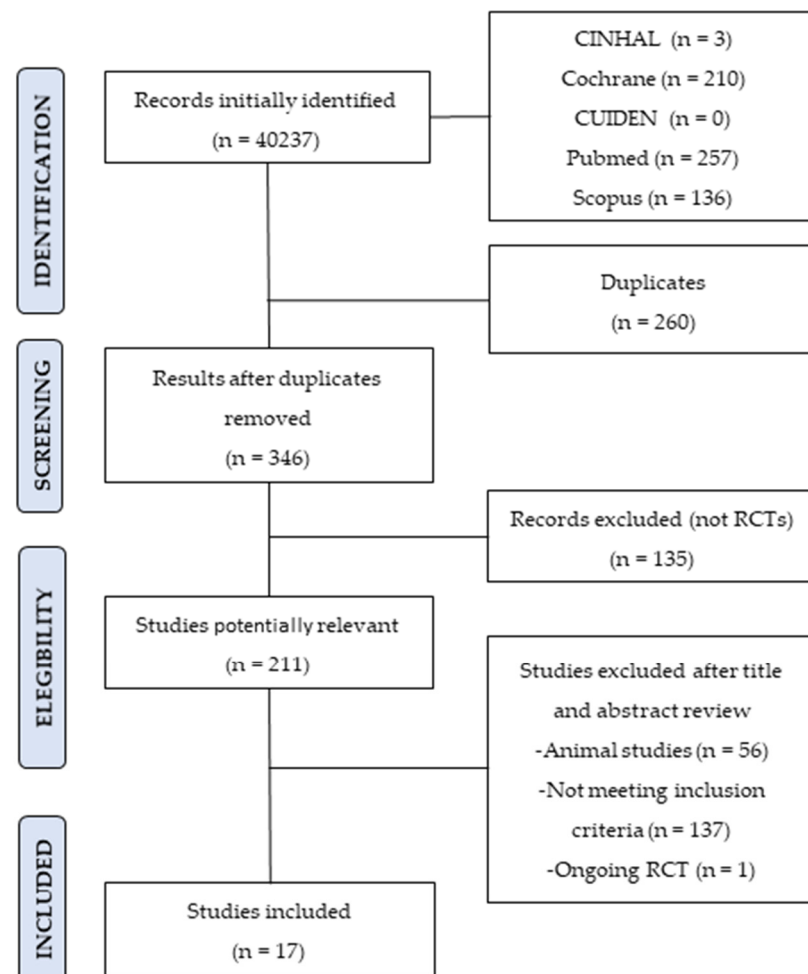 IDENTIFICATION
Records initially identified
(n = 40237)
CINHAL (n = 3)
Cochrane (n = 210)
CUIDEN (n = 0)
Pubmed (n = 257)
Scopus (n = 136)
Duplicates
(n = 260)
SCREENING
Results after duplicates
removed
(n = 346)
Records excluded (not RCTs)
(n = 135)
ELEGIBILITY
Studies potentially relevant
(n = 211)
Studies excluded after title
and abstract review
-Animal studies (n = 56)
-Not meeting inclusion
criteria (n = 137)
-Ongoing RCT (n = 1)
INCLUDED
Studies included
(n = 17)